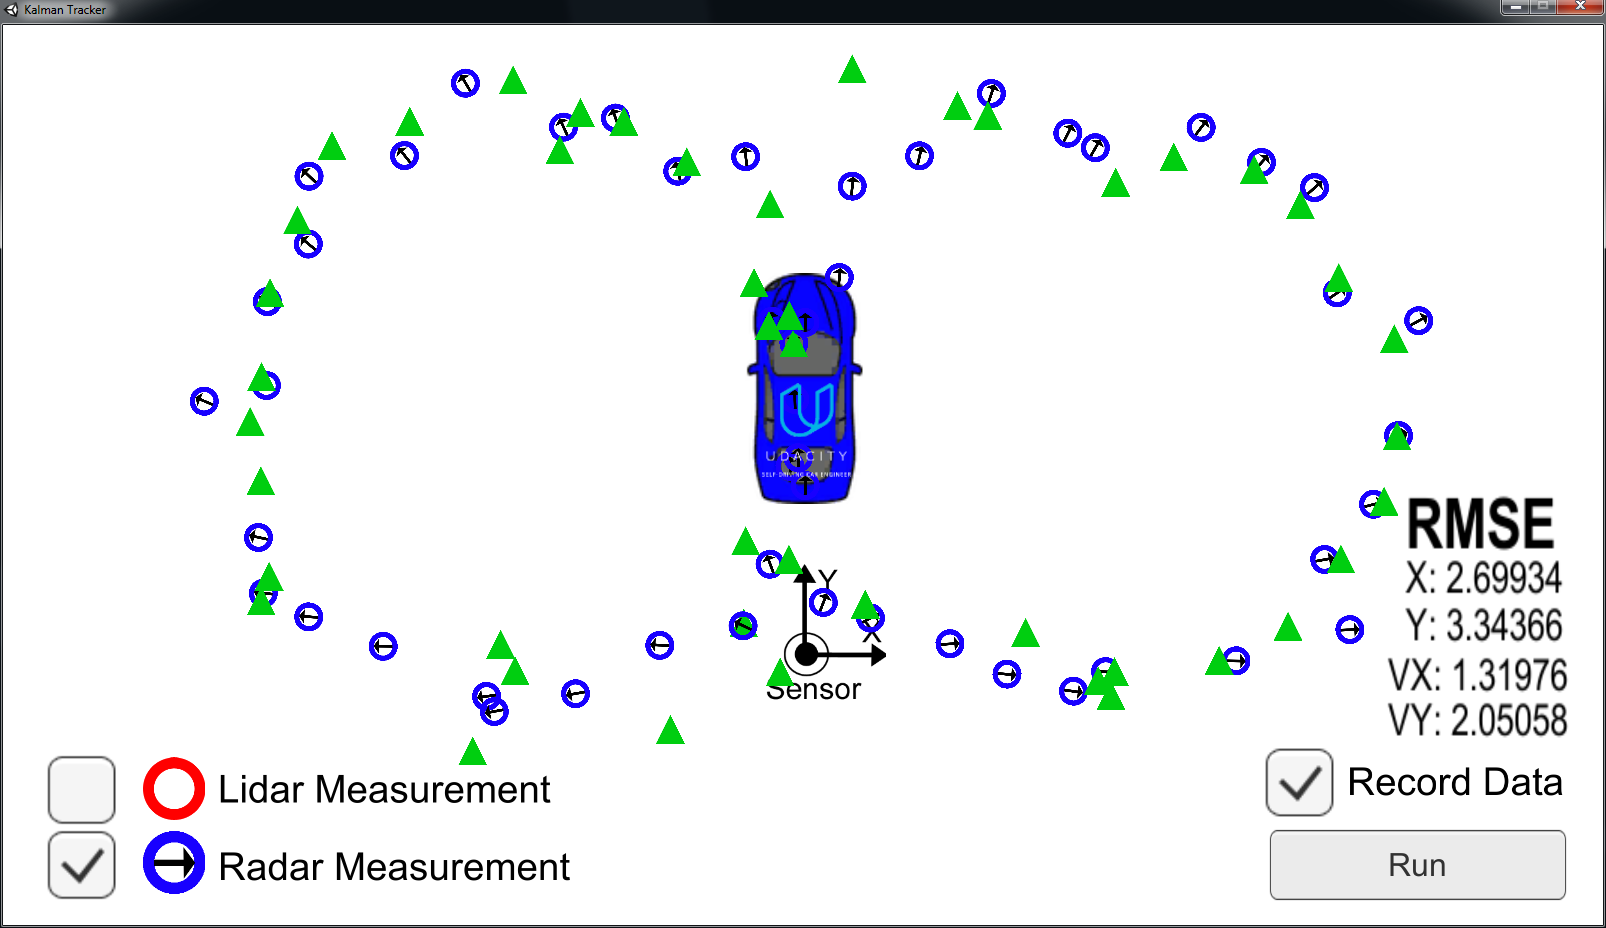 Kalman Tracker
UDACITY
SELF DRIVING CAR ENGINEER
Y
X
Sensor
RMSE
X: 2.69934
Y: 3.34366
VX: 1.31976
VY: 2.05058
Lidar Measurement
Radar Measurement
Record Data
Run